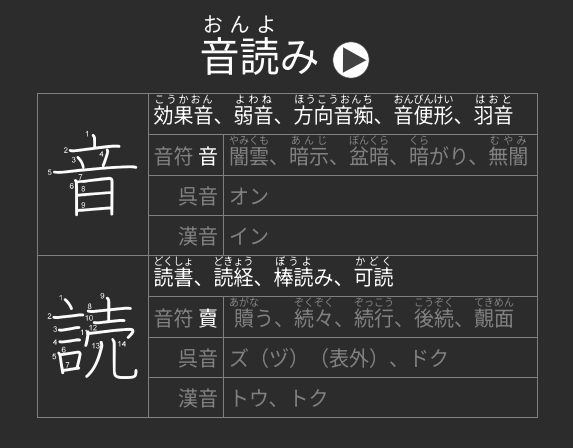 おんよ
音読み
こうかおん よわね ほうこうおんち おんびんけい はおと
効果音、弱音、方向音痴、音便形、羽音
やみくも あんじ ぼんくら くら むやみ
音符 音 闇雲、暗示、盆暗、暗がり、無闇
呉音 オン
漢音 イン
音
1 2 3 4 5 6 7 8 9
どくしょ どきょう ぼうよ かどく
読書、読経、棒読み、可読
あがな ぞくぞく ぞっこう こうぞく てきめん
音符 賣 贖う、続々、続行、後続、覿面
呉音 ズ（ヅ）（表外）、ドク
漢音 トウ、トク
読
1 2 3 4 5 6 7 8 9 10 11 12 13 14